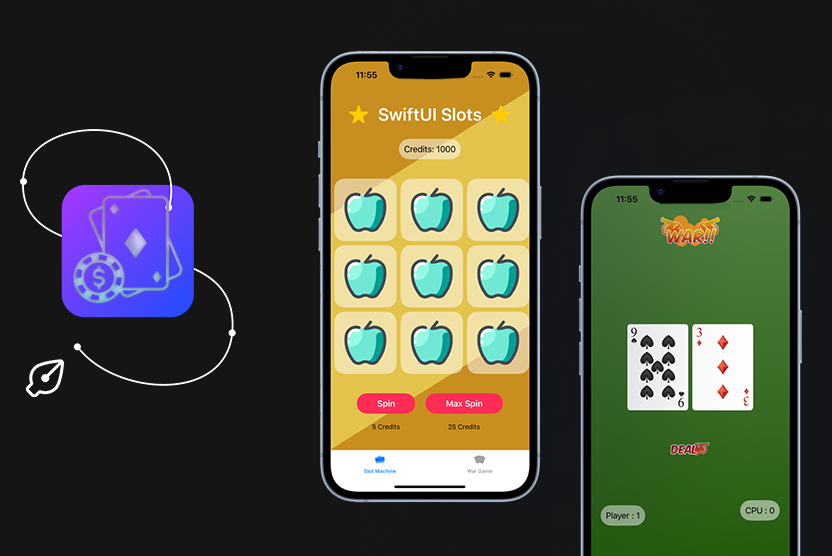 $
11:55
SwiftUI Slots
Credits: 1000
Spin
Max Spin
5 Credits
25 Credits
Slot Machine
War Game
11:55
WAR!!
9
9
3
3
DEAL
Player : 1
CPU : 0